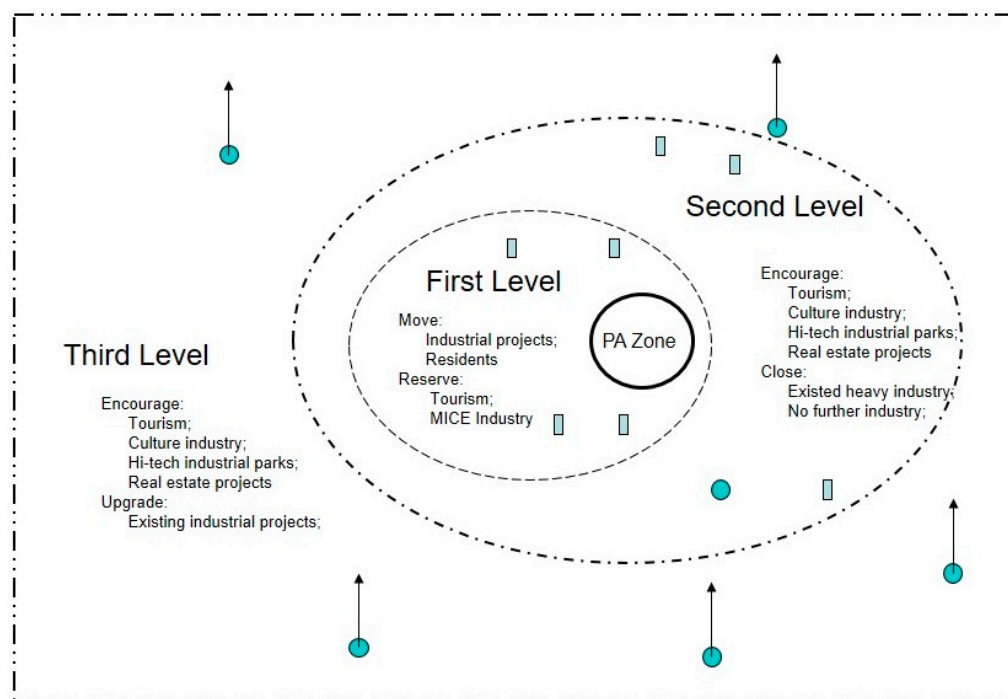 Second Level
Encourage:
Tourism;
Culture industry;
Hi-tech industrial parks;
Real estate projects
Close:
Existed heavy industry;
No further industry;
First Level
Move:
Industrial projects;
Residents
Reserve:
Tourism;
MICE Industry
PA Zone
Third Level
Encourage:
Tourism;
Culture industry;
Hi-tech industrial parks;
Real estate projects
Upgrade:
Existing industrial projects;